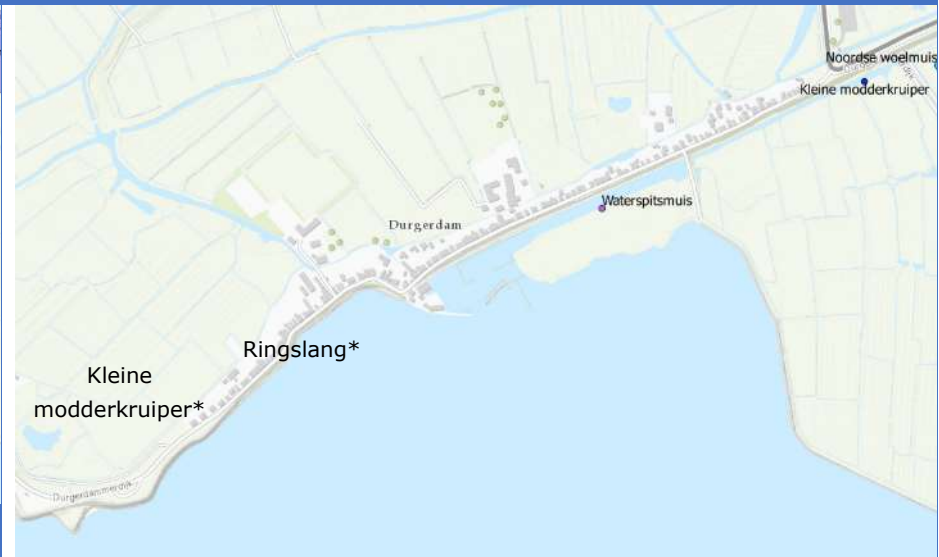 Noordse woelmuis
Kleine modderkruiper
Waterspitsmuis
Durgerdam
Ringslang*
Kleine
modderkruiper*
Durgerdammerdijk